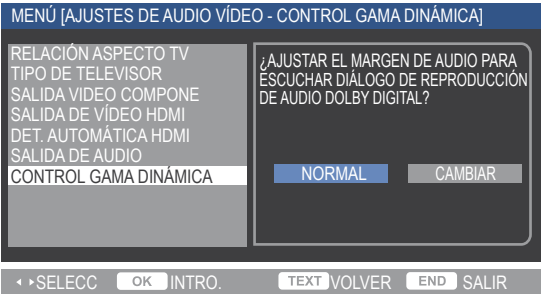 MENÚ [AJUSTES DE AUDIO VÍDEO - CONTROL GAMA DINÁMICA]
RELACIÓN ASPECTO TV
TIPO DE TELEVISOR
SALIDA VIDEO COMPONE
SALIDA DE VÍDEO HDMI
DET. AUTOMÁTICA HDMI
SALIDA DE AUDIO
CONTROL GAMA DINÁMICA
¿AJUSTAR EL MARGEN DE AUDIO PARA
ESCUCHAR DIÁLOGO DE REPRODUCCIÓN
DE AUDIO DOLBY DIGITAL?
NORMAL CAMBIAR
SELECC OK INTRO. TEXT VOLVER END SALIR